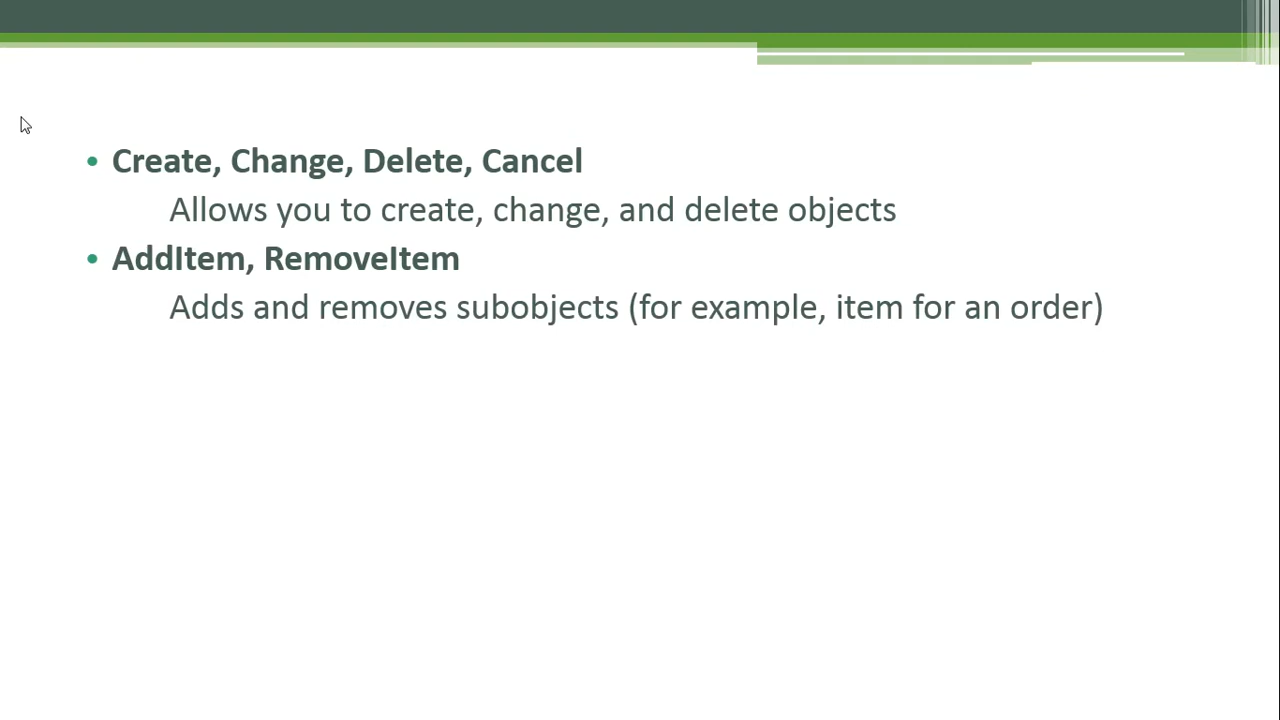 • Create, Change, Delete, Cancel
Allows you to create, change, and delete objects
• AddItem, RemoveItem
Adds and removes subobjects (for example, item for an order)